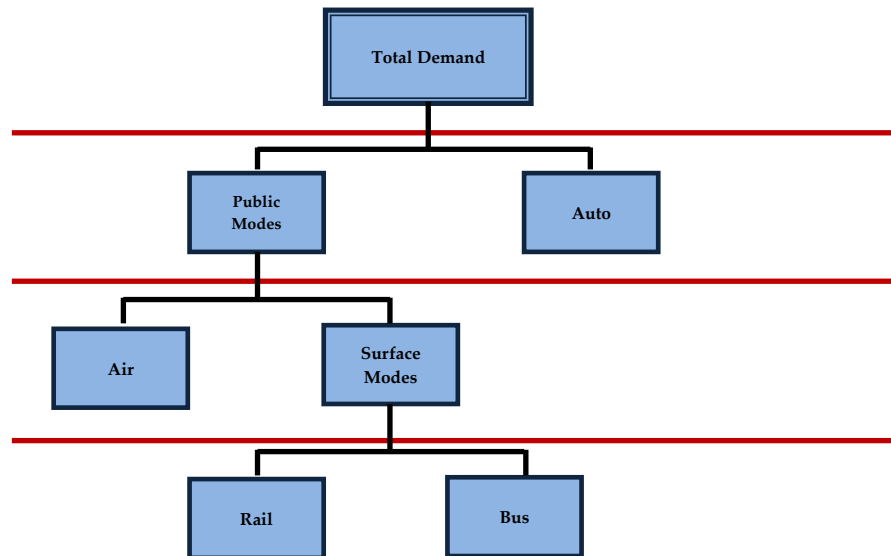 Total Demand
Public
Modes
Auto
Air
Surface
Modes
Rail
Bus